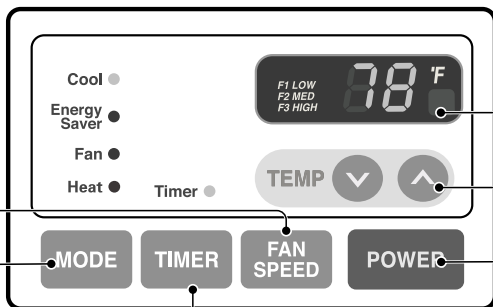 Cool
Energy
Saver
Fan
Heat
Timer
F1 LOW
F2 MED
F3 HIGH
78 °F
TEMP
MODE
TIMER
FAN
SPEED
POWER